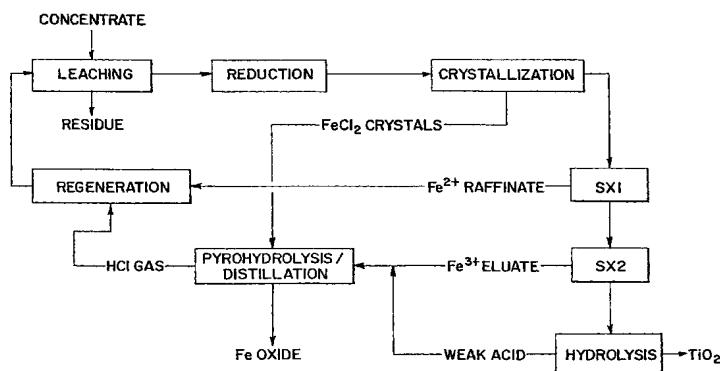 CONCENTRATE
LEACHING
REDUCTION
CRYSTALLIZATION
RESIDUE
FeCl₂ CRYSTALS
REGENERATION
Fe²⁺ RAFFINATE
SX1
HCl GAS
PYROHYDROLYSIS /
DISTILLATION
Fe³⁺ ELUATE
SX2
Fe OXIDE
WEAK ACID
HYDROLYSIS
TiO₂